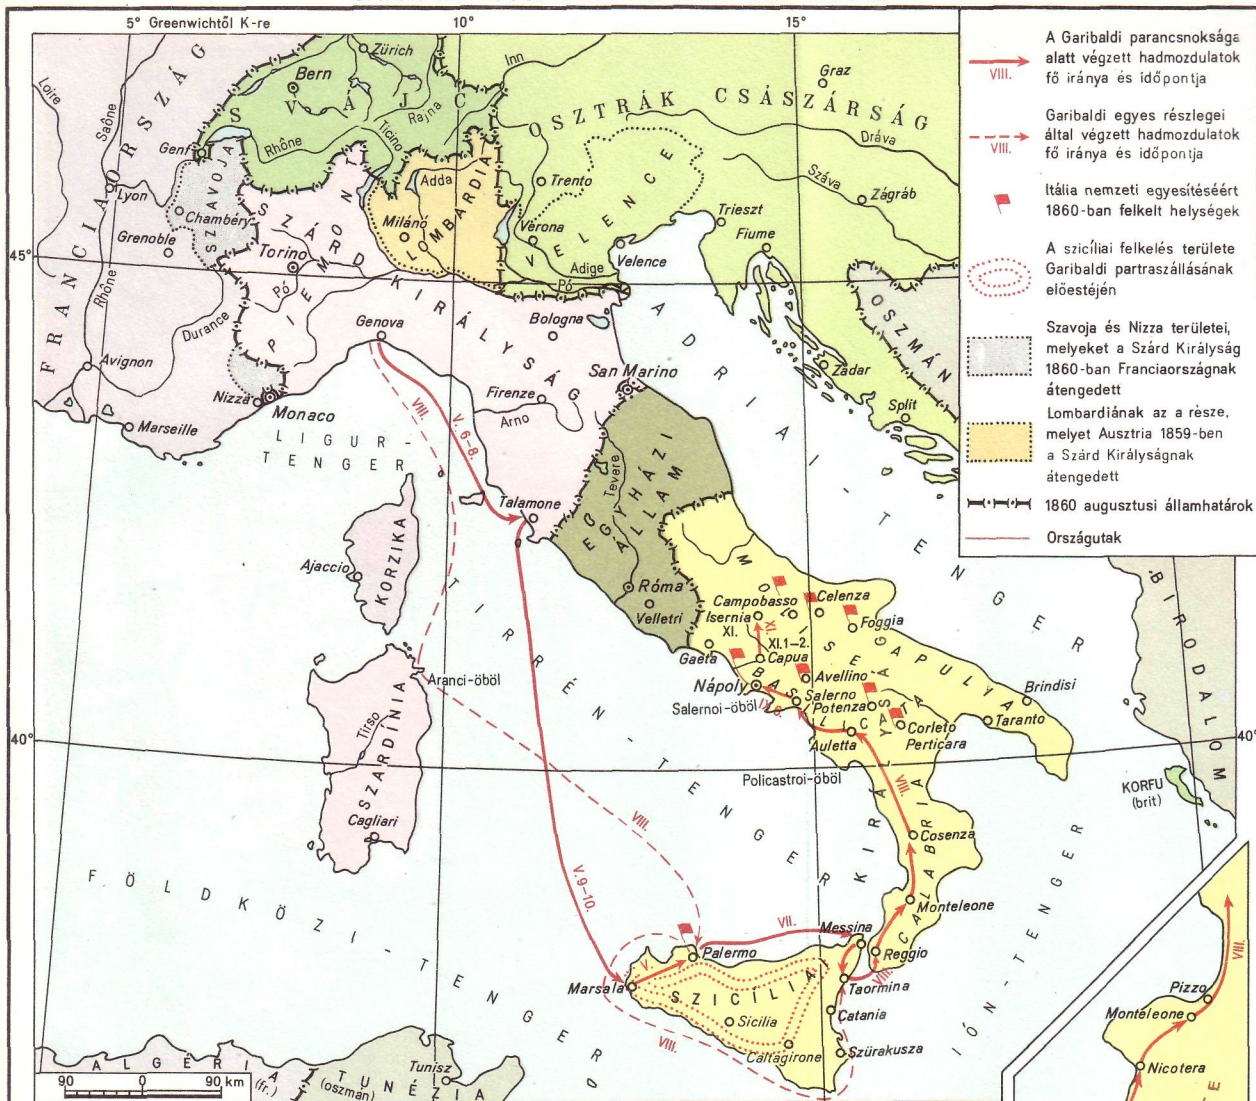 5° Greenwichtől K-re
10°
15°
A Garibaldi parancsnoksága
alatt végzett hadmozdulatok
fő iránya és időpontja
VIII.
Garibaldi egyes részlegei
által végzett hadmozdulatok
fő iránya és időpontja
VIII.
Itália nemzeti egyesítéséért
1860-ban felkelt helységek
A szicíliai felkelés területe
Garibaldi partraszállásának
előestéjén
Szavoja és Nizza területei,
melyeket a Szárd Királyság
1860-ban Franciaországnak
átengedett
Lombardiának az a része,
melyet Ausztria 1859-ben
a Szárd Királyságnak
átengedett
1860 augusztusi államhatárok
Országutak
FRANCIAORSZÁG
Loire
Saône
Lyon
Rhône
Grenoble
Durance
Avignon
Marseille
Genf
SZAVOJA
Chambéry
Nizza
Monaco
SVÁJC
Zürich
Bern
Rhône
Ticino
Rajna
Inn
SZÁRD KIRÁLYSÁG
PIEMONT
Torino
Pó
Genova
LOMBARDIA
Adda
Milánó
OSZTRÁK CSÁSZÁRSÁG
Graz
Dráva
Száva
Zágráb
Trento
VELENCE
Verona
Adige
Pó
Velence
Trieszt
Fiume
Zádár
Split
OSZMÁN
BIRODALOM
Bologna
San Marino
Firenze
Arno
Talamone
EGYHÁZI
ÁLLAM
Tevere
Róma
Velletri
45°
LIGUR-
TENGER
ADRIAI-TENGER
TIRRÉN-TENGER
FÖLDKÖZI-TENGER
IÓN-TENGER
KORZIKA
Ajaccio
SZARDÍNIA
Aranci-öböl
Tirso
Cagliari
VIII.
V. 6-8.
V. 9-10.
VIII.
MOLISE
Campobasso
Celenza
Isernia
Foggia
XI.
XI.
XI.1-2.
Gaeta
Capua
CAPULYA
Nápoly
Avellino
Salerno
Potenza
Salernoi-öböl
BASILICATA
Brindisi
Taranto
Corleto
Perticara
Auletta
Policastroi-öböl
KIRÁLYSÁG
VIII.
CALABRIA
Cosenza
Monteleone
Reggio
VIII.
KORFU
(brit)
40°
40°
Messina
VII.
Palermo
V.
Marsala
SZICÍLIA
Taormina
Catania
Sicilia
Caltagirone
Szürakusza
VIII.
ALGÉRIA
(fr.)
TUNÉZIA
(oszmán)
Tunisz
90 0 90 km
VIII.
Pizzo
Montéleone
Nicotera